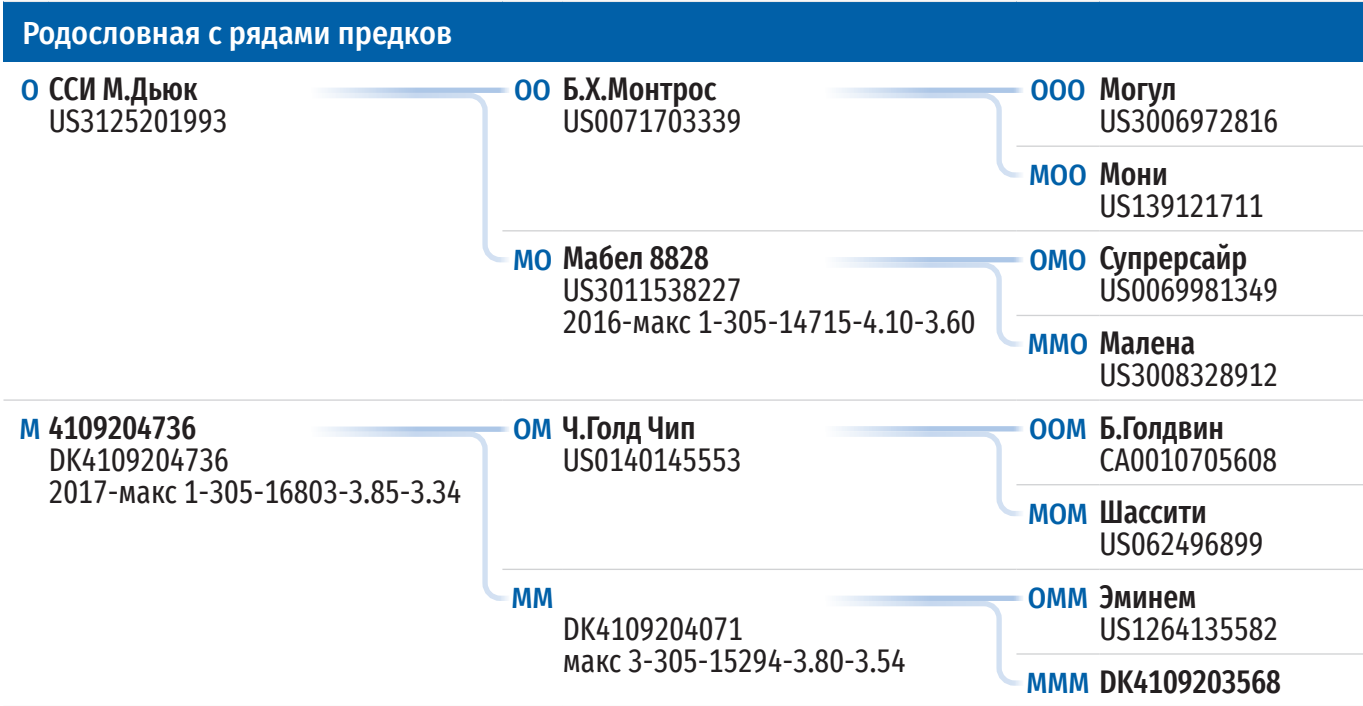 Родословная с рядами предков
О ССИ М.Дьюк
US3125201993
ОО Б.Х.Монтрос
US0071703339
ООО Могул
US3006972816
МОО Мони
US139121711
МО Мабел 8828
US3011538227
2016-макс 1-305-14715-4.10-3.60
ОМО Супрерсайр
US0069981349
ММО Малена
US3008328912
М 4109204736
DK4109204736
2017-макс 1-305-16803-3.85-3.34
ОМ Ч.Голд Чип
US0140145553
ООМ Б.Голдвин
CA0010705608
МОМ Шассити
US062496899
ММ
DK4109204071
макс 3-305-15294-3.80-3.54
ОММ Эминем
US1264135582
МММ DK4109203568